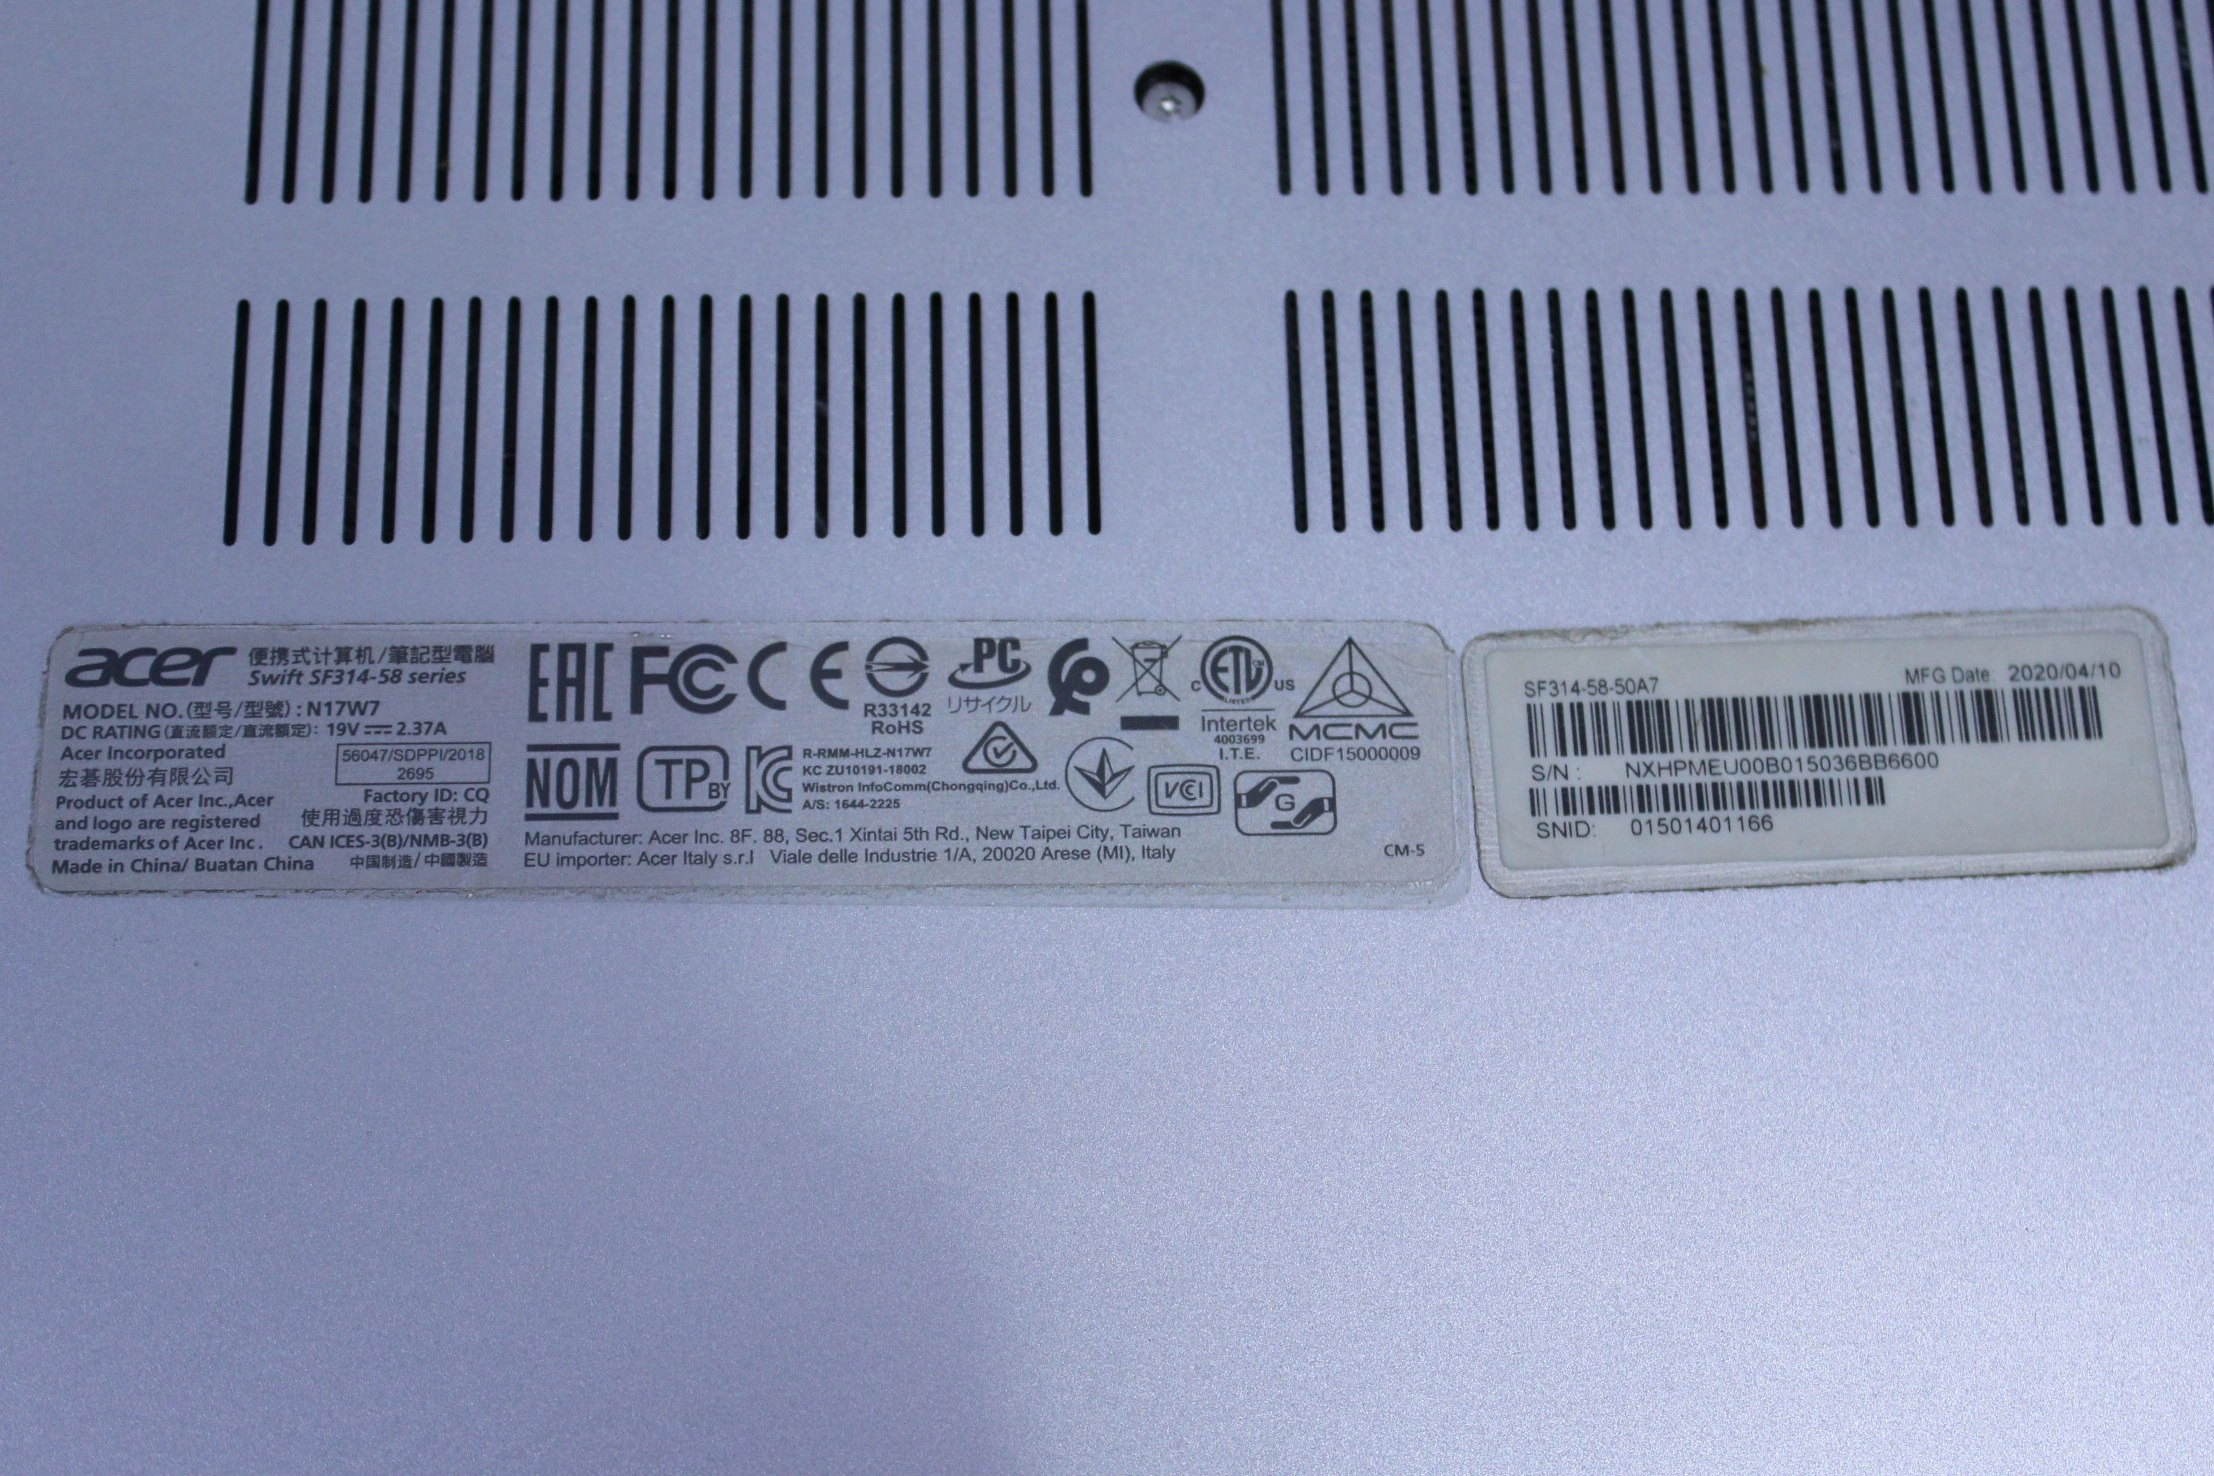 acer 便携式计算机/筆記型電腦
Swift SF314-58 series
MODEL NO.(型号/型號): N17W7
DC RATING(直流额定/直流額定): 19V 2.37A
Acer Incorporated
宏碁股份有限公司
56047/SDPPI/2018
2695
Product of Acer Inc.,Acer
and logo are registered
trademarks of Acer Inc.
Made in China/ Buatan China
Factory ID: CQ
使用過度恐傷害視力
CAN ICES-3(B)/NMB-3(B)
中国制造/中國製造
EAC FC CE
R33142
RoHS
PC
リサイクル
ETL
LISTED
CM
C US
Intertek
4003699
I.T.E.
MCMC
CIDF15000009
NOM
TP BY
KC
R-RMM-HLZ-N17W7
KC ZU10191-18002
Wistron InfoComm(Chongqing)Co.,Ltd.
A/S: 1644-2225
VCI
G
Manufacturer: Acer Inc. 8F. 88, Sec.1 Xintai 5th Rd., New Taipei City, Taiwan
EU importer: Acer Italy s.r.l Viale delle Industrie 1/A, 20020 Arese (MI), Italy
CM-5
SF314-58-50A7
MFG Date: 2020/04/10
S/N : NXHPMEU00B015036BB6600
SNID: 01501401166